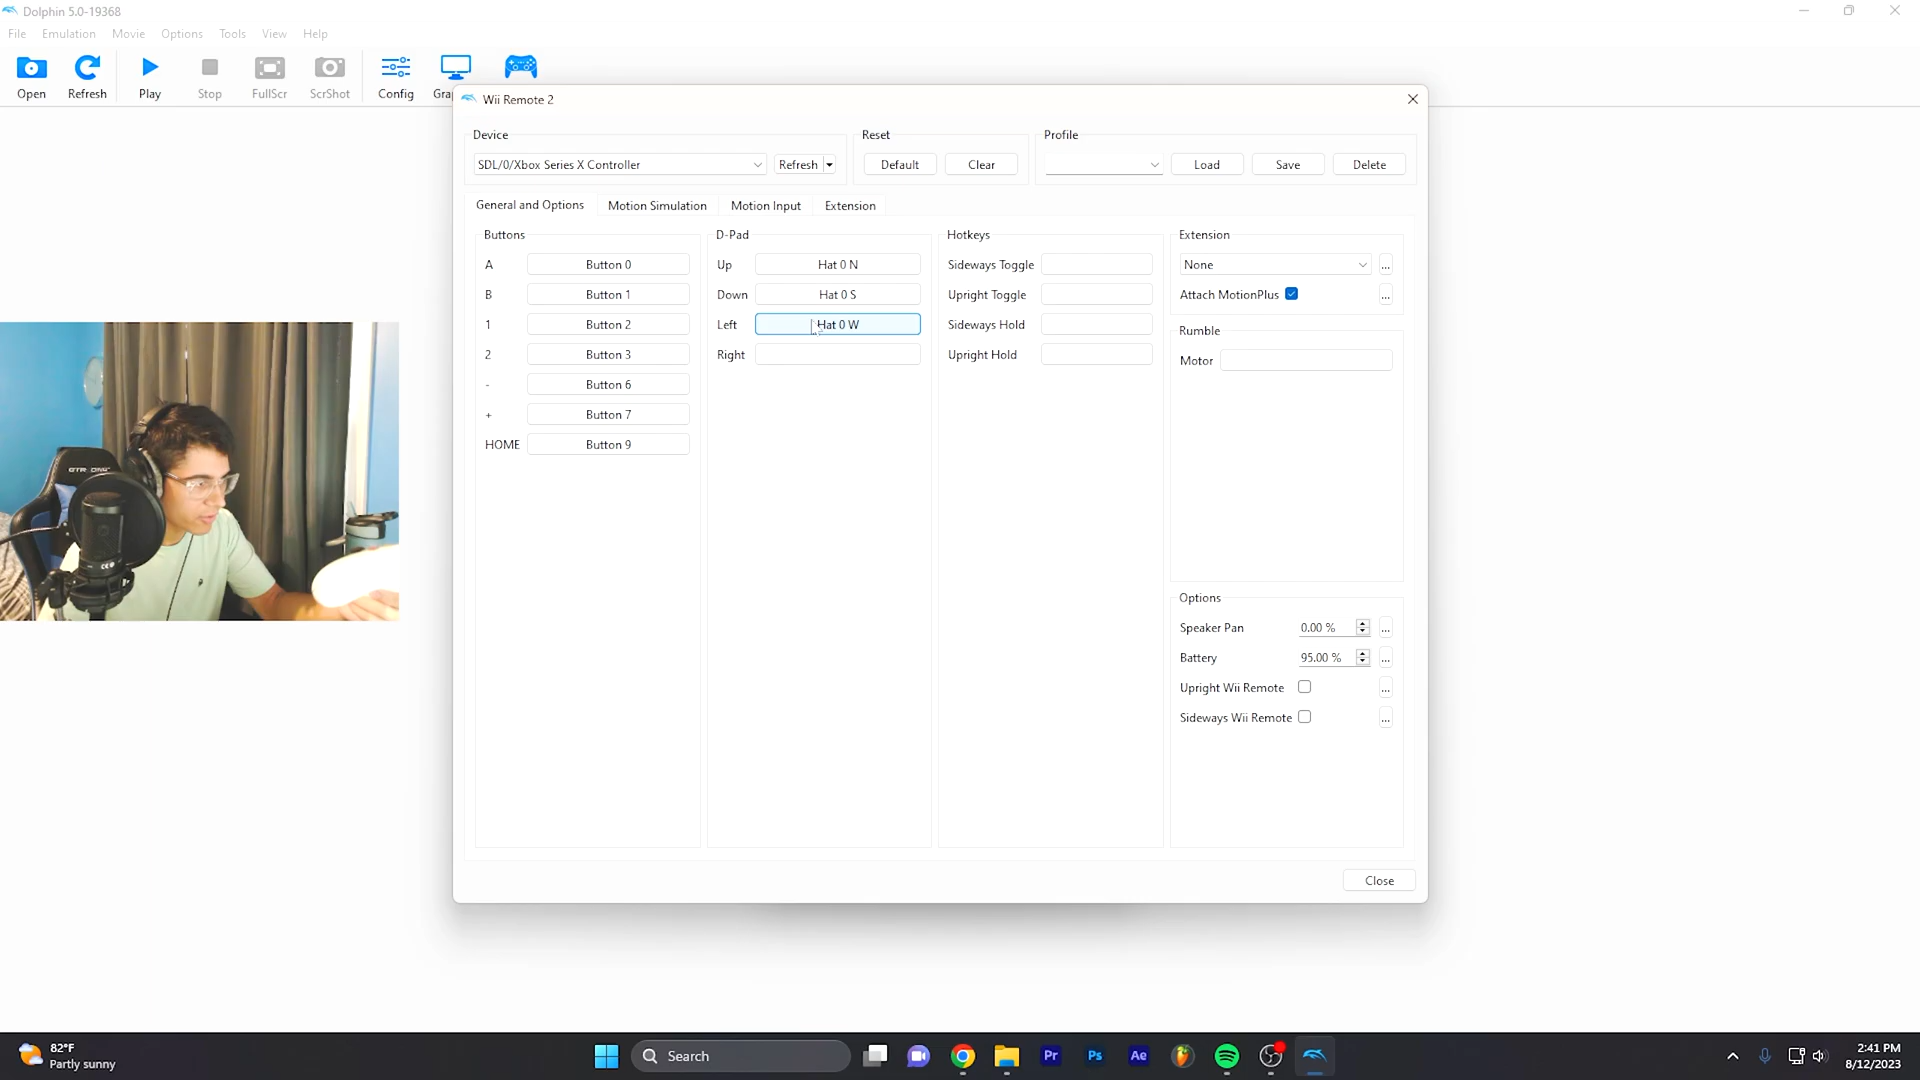 Dolphin 5.0-19368
File Emulation Movie Options Tools View Help
Open Refresh Play Stop FullScr ScrShot Config Grap
Wii Remote 2
Device Reset Profile
SDL/0/Xbox Series X Controller Refresh Default Clear Load Save Delete
General and Options Motion Simulation Motion Input Extension
Buttons
A Button 0
B Button 1
1 Button 2
2 Button 3
- Button 6
+ Button 7
HOME Button 9
D-Pad
Up Hat 0 N
Down Hat 0 S
Left Hat 0 W
Right
Hotkeys
Sideways Toggle
Upright Toggle
Sideways Hold
Upright Hold
Extension
None ...
Attach MotionPlus ...
Rumble
Motor
Options
Speaker Pan 0.00 % ...
Battery 95.00 % ...
Upright Wii Remote ...
Sideways Wii Remote ...
Close
82°F
Partly sunny
Search
Pr Ps Ae
2:41 PM
8/12/2023